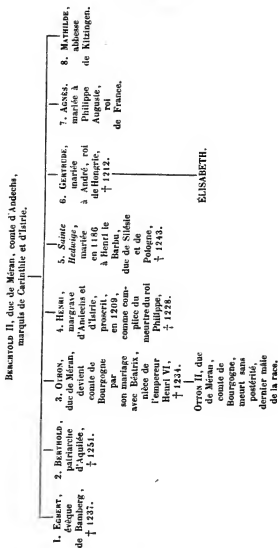 BERCHTOLD II, duc de Méran, comte d'Andechs,
marquis de Carinthie et d'Istrie.
1. EGBERT,
évêque
de Bamberg,
† 1237.
2. BERTHOLD,
patriarche
d'Aquilée.
† 1251.
3. OTHON,
duc de Méran,
devient
comte de
Bourgogne
par
son mariage
avec Béatrix,
nièce de
l'empereur
Henri VI,
† 1234.
OTTON II, duc
de Méran,
comte de
Bourgogne,
meurt sans
postérité,
dernier mâle
de la race.
4. HENRI,
margrave
d'Andechs et
d'Istrie,
proscrit,
en 1209,
comme com-
plice du
meurtre du roi
Philippe,
† 1228.
5. Sainte
Hedwige,
mariée
en 1186
à Henri le
Barbu,
duc de Silésie
et de
Pologne,
† 1243.
6. GERTRUDE,
mariée
à André, roi
de Hongrie,
† 1212.
ÉLISABETH.
7. AGNÈS,
mariée à
Philippe
Auguste,
roi
de France.
8. MATHILDE,
abbesse
de Kitzingen.